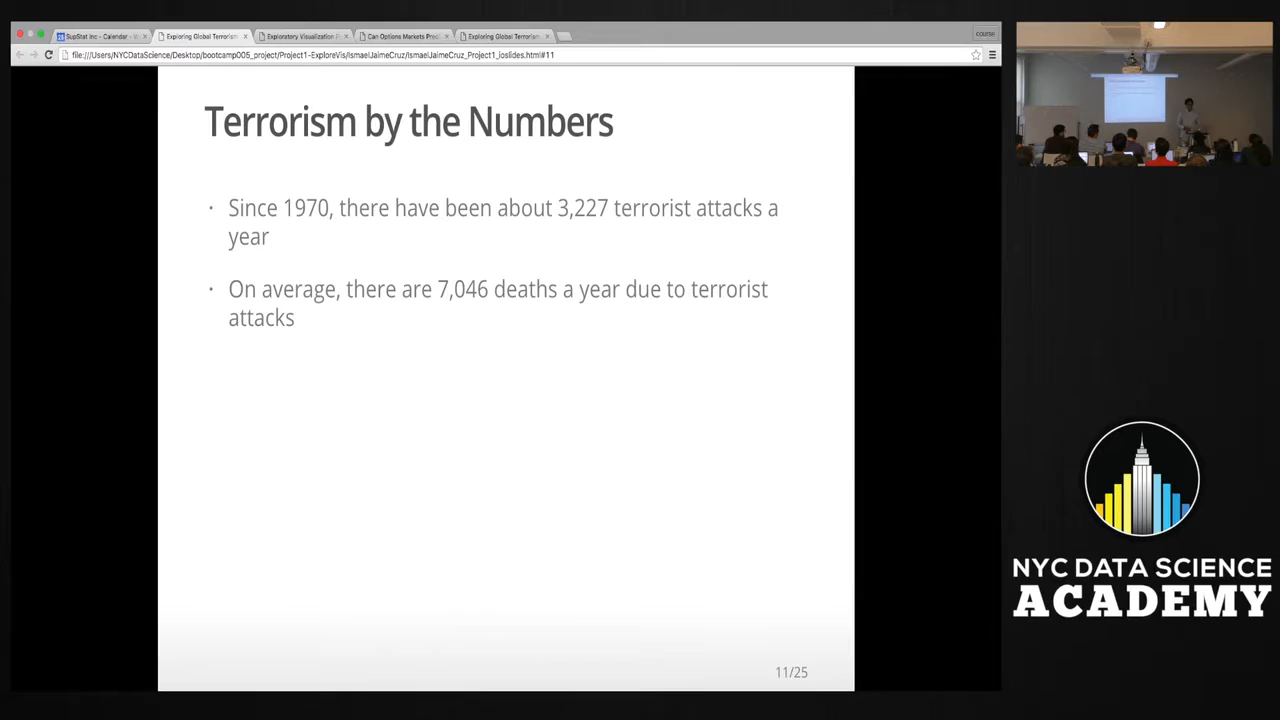 SupStat Inc - Calendar - W
Exploring Global Terrorism
Exploratory Visualization P
Can Options Markets Predic
Exploring Global Terrorism
course
file:///Users/NYCDataScience/Desktop/bootcamp005_project/Project1-ExploreVis/IsmaelJaimeCruz/IsmaelJaimeCruz_Project1_ioslides.html#11
Terrorism by the Numbers
· Since 1970, there have been about 3,227 terrorist attacks a
year
· On average, there are 7,046 deaths a year due to terrorist
attacks
11/25
NYC DATA SCIENCE
ACADEMY